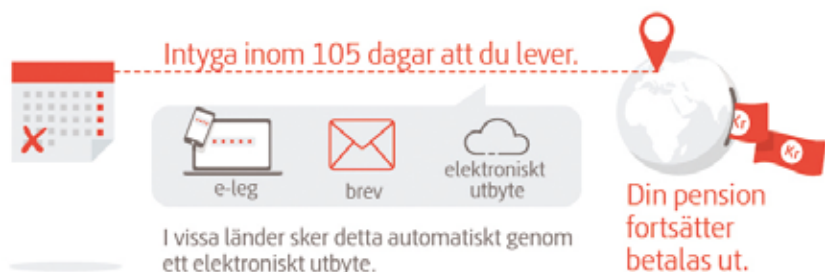 Intyga inom 105 dagar att du lever.
e-leg
brev
elektroniskt
utbyte
I vissa länder sker detta automatiskt genom
ett elektroniskt utbyte.
Kr
Kr
Din pension
fortsätter
betalas ut.